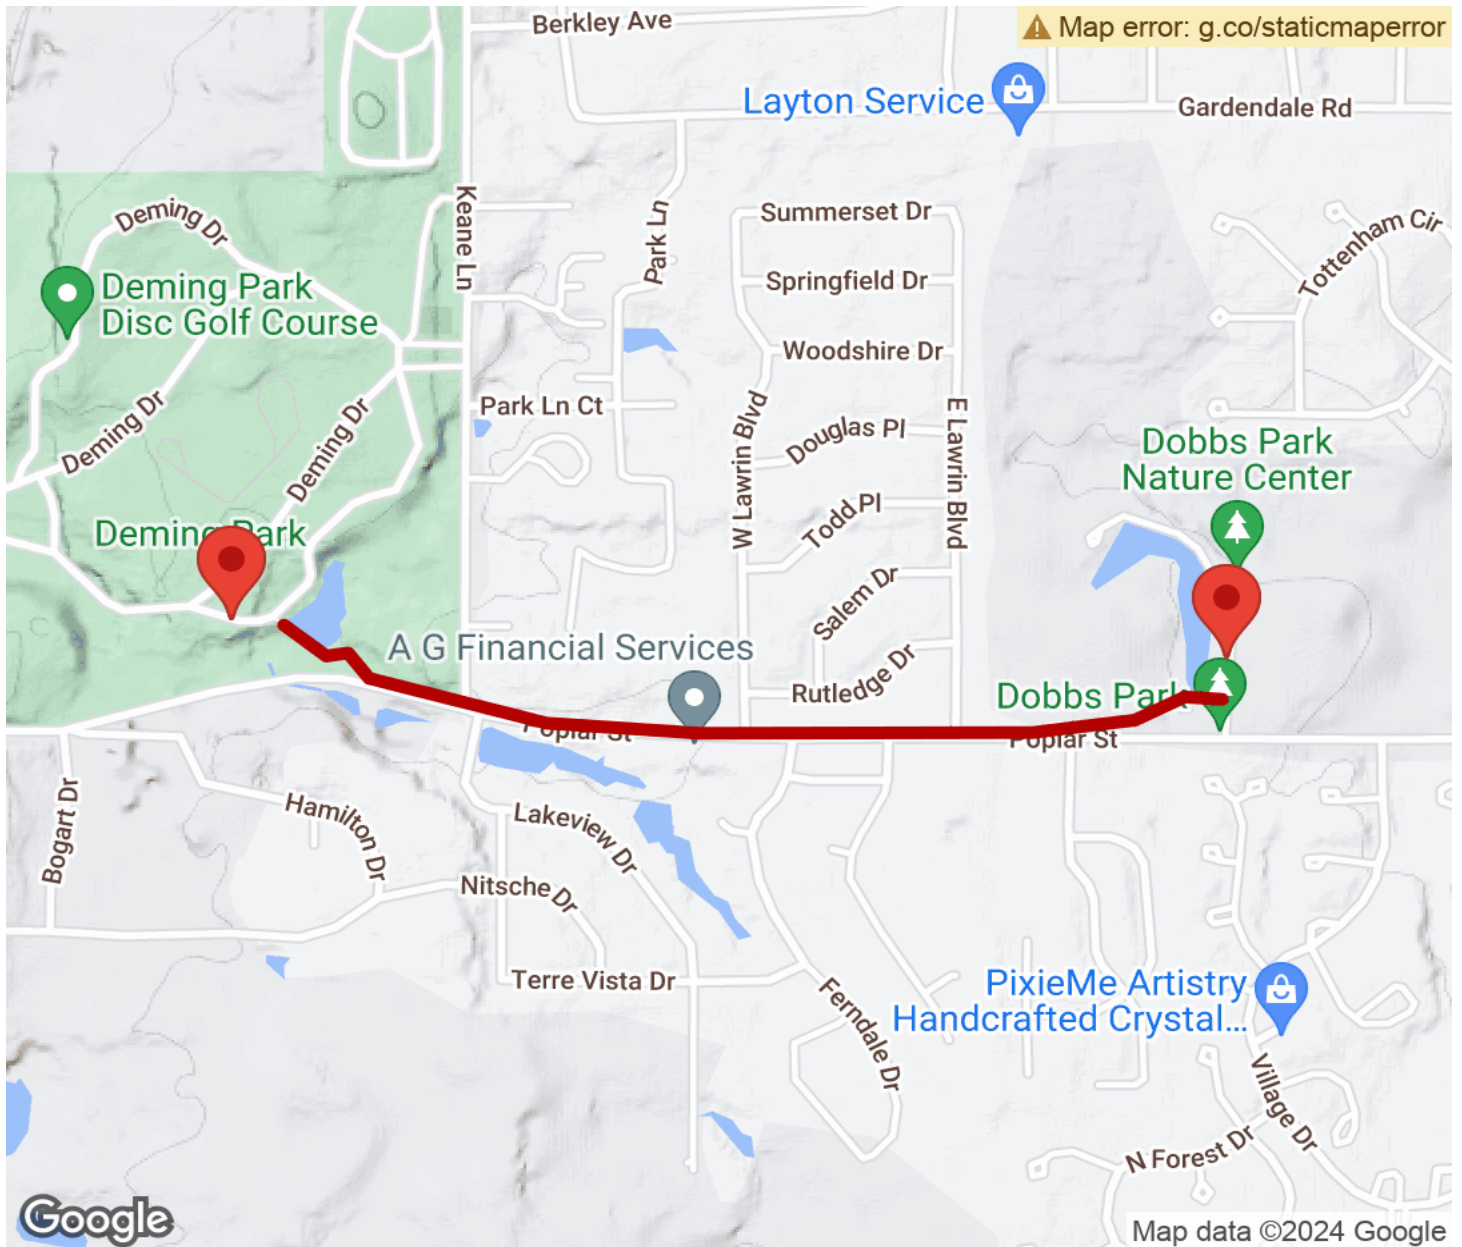 Berkley Ave
Map error: g.co/staticmaperror
Layton Service
Gardendale Rd
Keane Ln
Deming Dr
Park Ln
Summerset Dr
Tottenham Cir
Springfield Dr
Deming Park
Disc Golf Course
Woodshire Dr
Deming Dr
Deming Dr
Park Ln Ct
W Lawrin Blvd
Douglas Pl
E Lawrin Blvd
Dobbs Park
Nature Center
Todd Pl
Deming Park
Salem Dr
A G Financial Services
Rutledge Dr
Dobbs Park
Poplar St
Poplar St
Bogart Dr
Hamilton Dr
Lakeview Dr
Nitsche Dr
Terre Vista Dr
Ferndale Dr
PixieMe Artistry
Handcrafted Crystal...
Village Dr
N Forest Dr
Google
Map data ©2024 Google